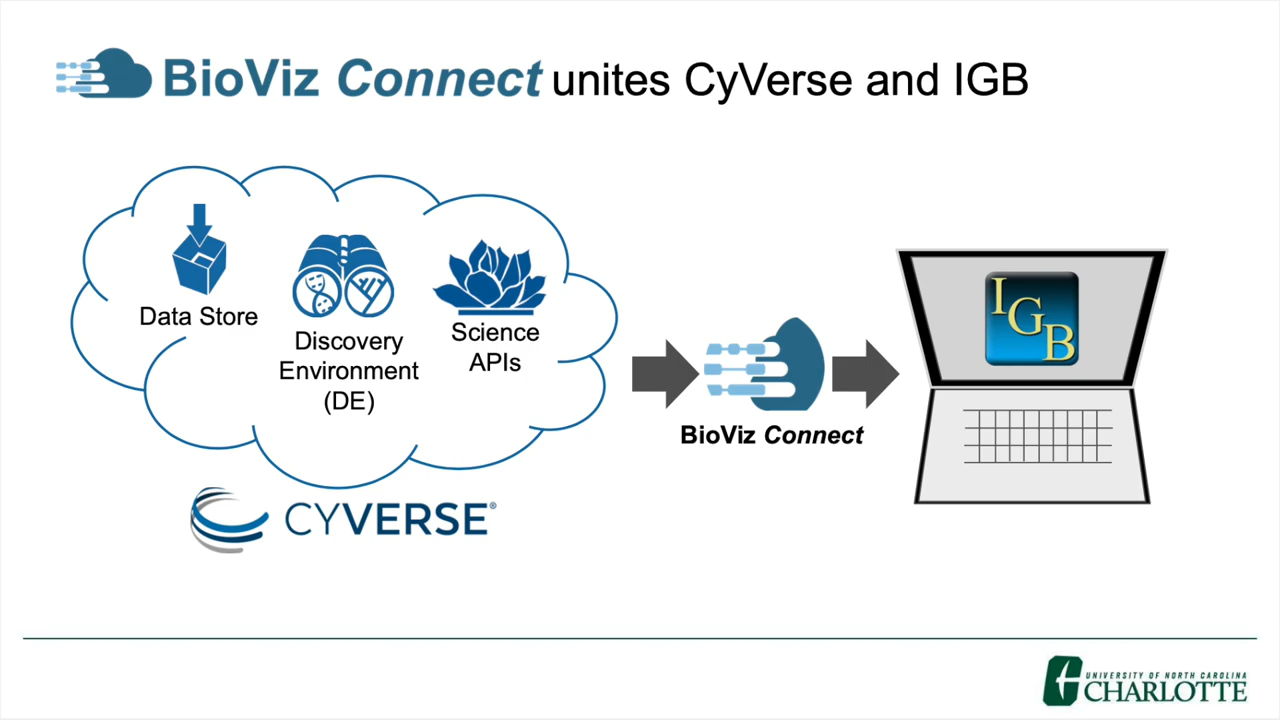 BioViz Connect unites CyVerse and IGB
Data Store
Discovery
Environment
(DE)
Science
APIs
BioViz Connect
IGB
CYVERSE®
UNIVERSITY OF NORTH CAROLINA
CHARLOTTE